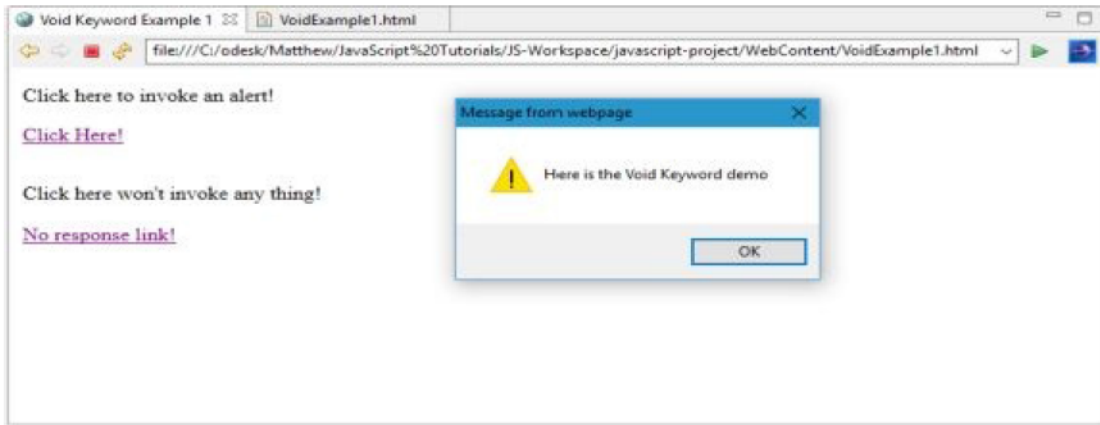 Void Keyword Example 1
VoidExample1.html
file:///C:/odesk/Matthew/JavaScript%20Tutorials/JS-Workspace/javascript-project/WebContent/VoidExample1.html
Click here to invoke an alert!
Click Here!
Click here won't invoke any thing!
No response link!
Message from webpage
Here is the Void Keyword demo
OK